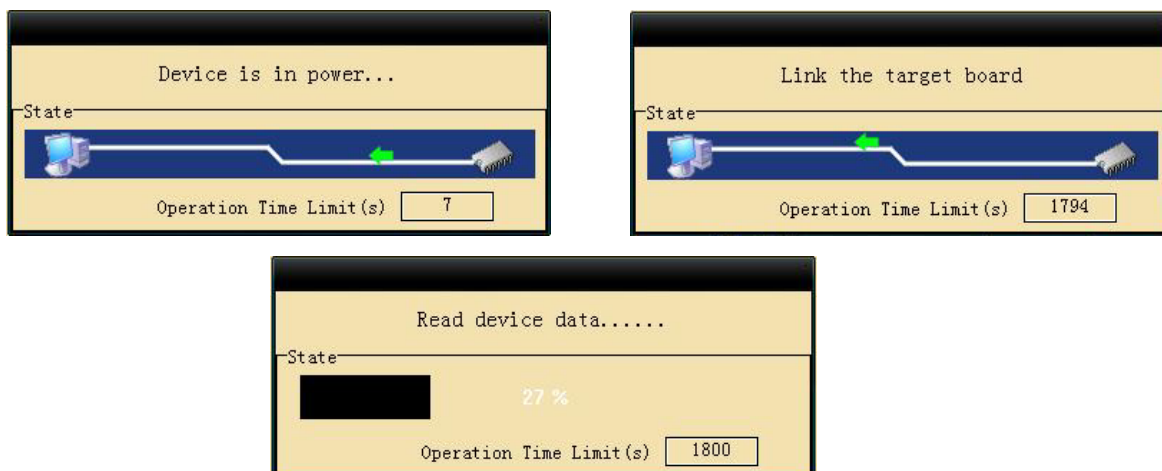 Device is in power...
State
Operation Time Limit(s) 7
Link the target board
State
Operation Time Limit(s) 1794
Read device data......
State
27 %
Operation Time Limit(s) 1800